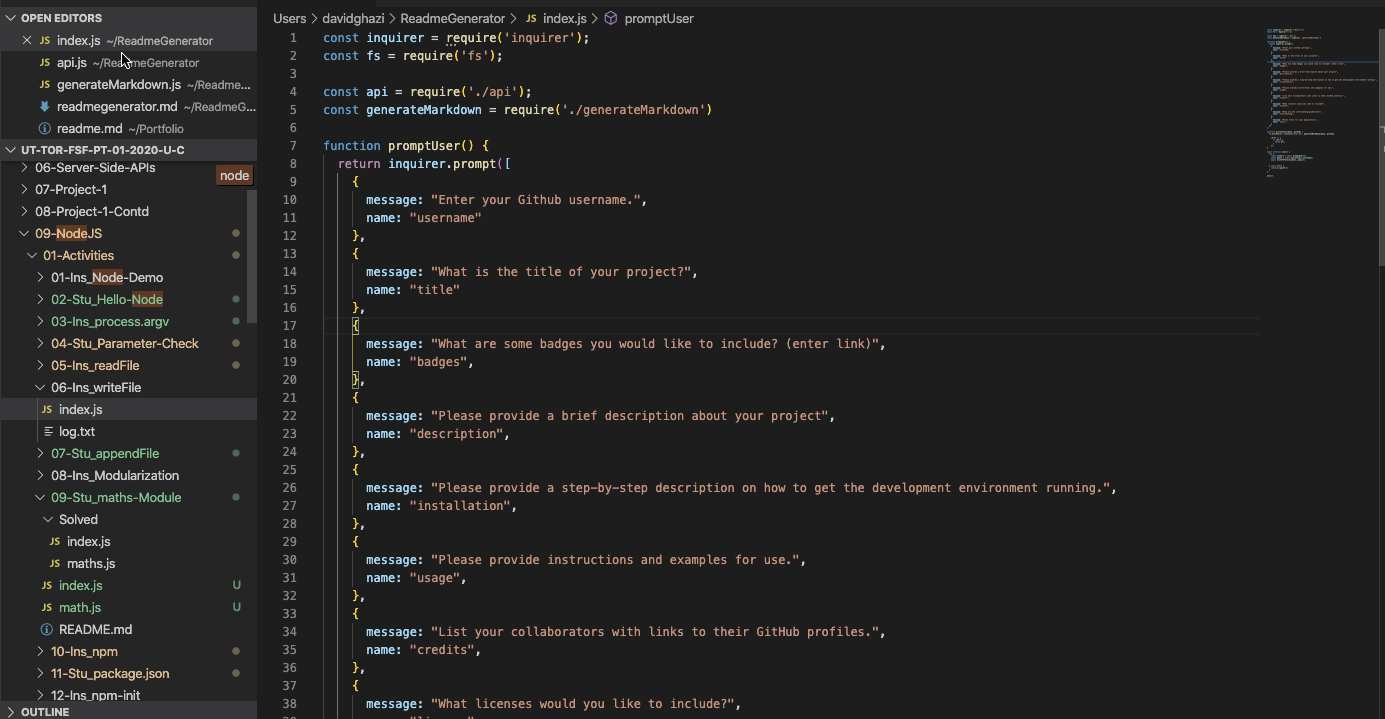 OPEN EDITORS
JS index.js ~/ReadmeGenerator
JS api.js ~/ReadmeGenerator
JS generateMarkdown.js ~/Readme...
readmegenerator.md ~/ReadmeG...
readme.md ~/Portfolio
UT-TOR-FSF-PT-01-2020-U-C
node
06-Server-Side-APIs
07-Project-1
08-Project-1-Contd
09-NodeJS
01-Activities
01-Ins_Node-Demo
02-Stu_Hello-Node
03-Ins_process.argv
04-Stu_Parameter-Check
05-Ins_readFile
06-Ins_writeFile
JS index.js
log.txt
07-Stu_appendFile
08-Ins_Modularization
09-Stu_maths-Module
Solved
JS index.js
JS maths.js
JS index.js U
JS math.js U
README.md
10-Ins_npm
11-Stu_package.json
12-Ins_npm-init
OUTLINE
Users > davidghazi > ReadmeGenerator > JS index.js > promptUser
1 const inquirer = require('inquirer');
2 const fs = require('fs');
3
4 const api = require('./api');
5 const generateMarkdown = require('./generateMarkdown')
6
7 function promptUser() {
8 return inquirer.prompt([
9 {
10 message: "Enter your Github username.",
11 name: "username"
12 },
13 {
14 message: "What is the title of your project?",
15 name: "title"
16 },
17 {
18 message: "What are some badges you would like to include? (enter link)",
19 name: "badges",
20 },
21 {
22 message: "Please provide a brief description about your project",
23 name: "description",
24 },
25 {
26 message: "Please provide a step-by-step description on how to get the development environment running.",
27 name: "installation",
28 },
29 {
30 message: "Please provide instructions and examples for use.",
31 name: "usage",
32 },
33 {
34 message: "List your collaborators with links to their GitHub profiles.",
35 name: "credits",
36 },
37 {
38 message: "What licenses would you like to include?",